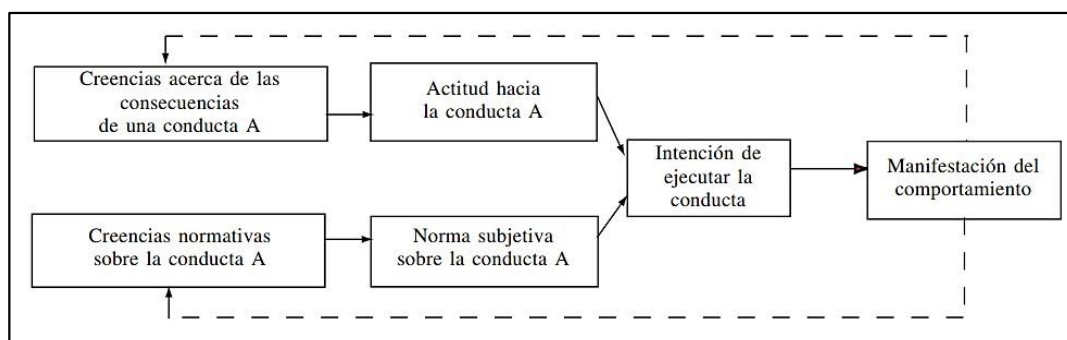 Creencias acerca de las
consecuencias
de una conducta A
Actitud hacia
la conducta A
Intención de
ejecutar la
conducta
Manifestación del
comportamiento
Creencias normativas
sobre la conducta A
Norma subjetiva
sobre la conducta A